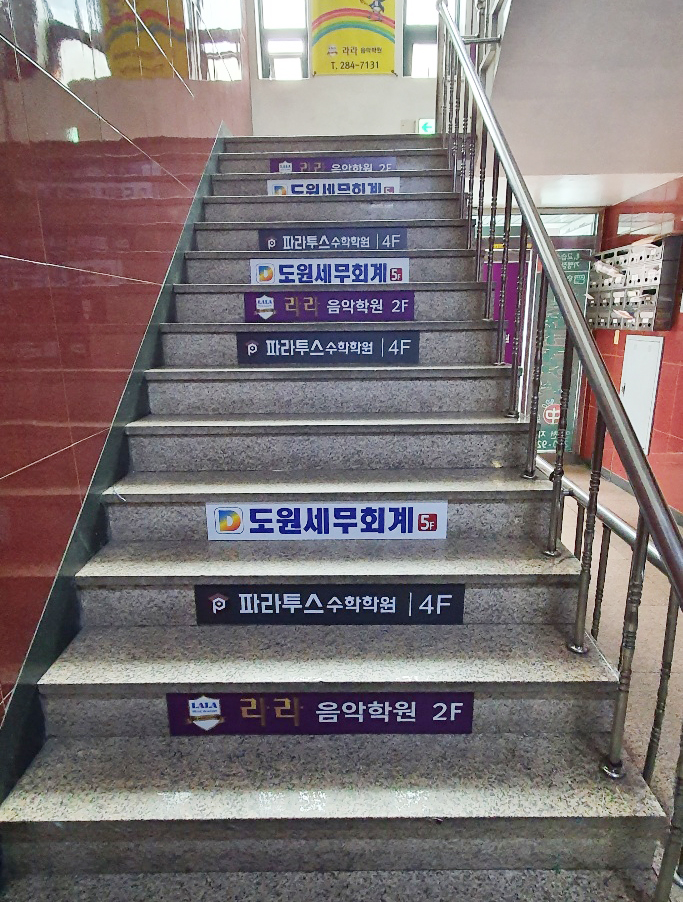 라라 음악학원
T. 284-7131
라라 음악학원 2F
도원세무회계
파라투스수학학원 4F
도원세무회계 5F
LALA 라라 음악학원 2F
파라투스수학학원 4F
도원세무회계 5F
파라투스수학학원 4F
LALA 라라 음악학원 2F